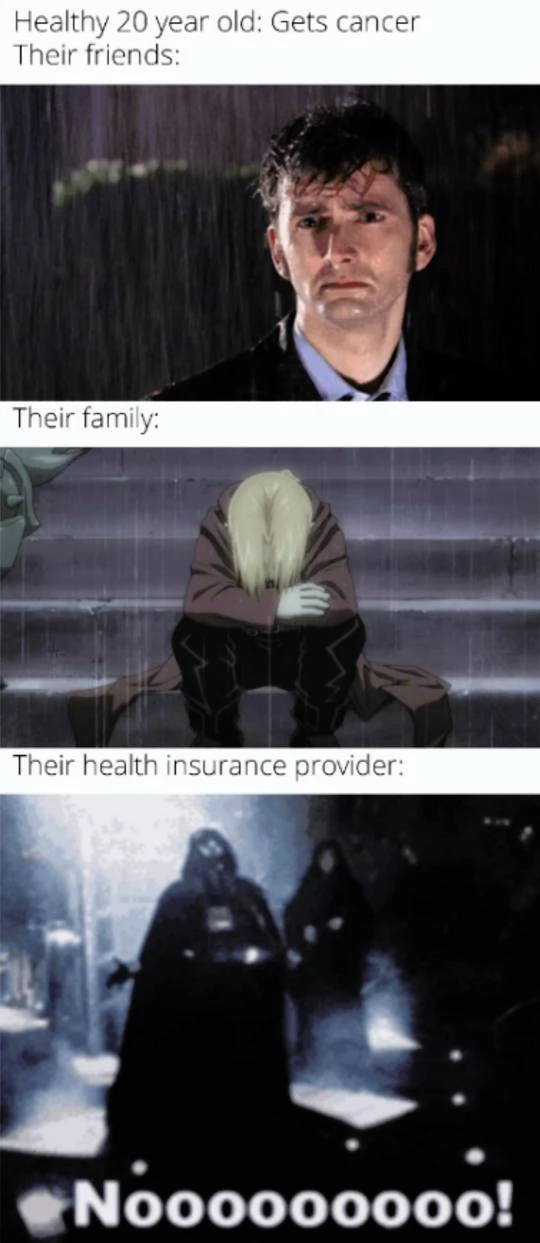 Healthy 20 year old: Gets cancer
Their friends:
Their family:
Their health insurance provider:
Noooooooooo!